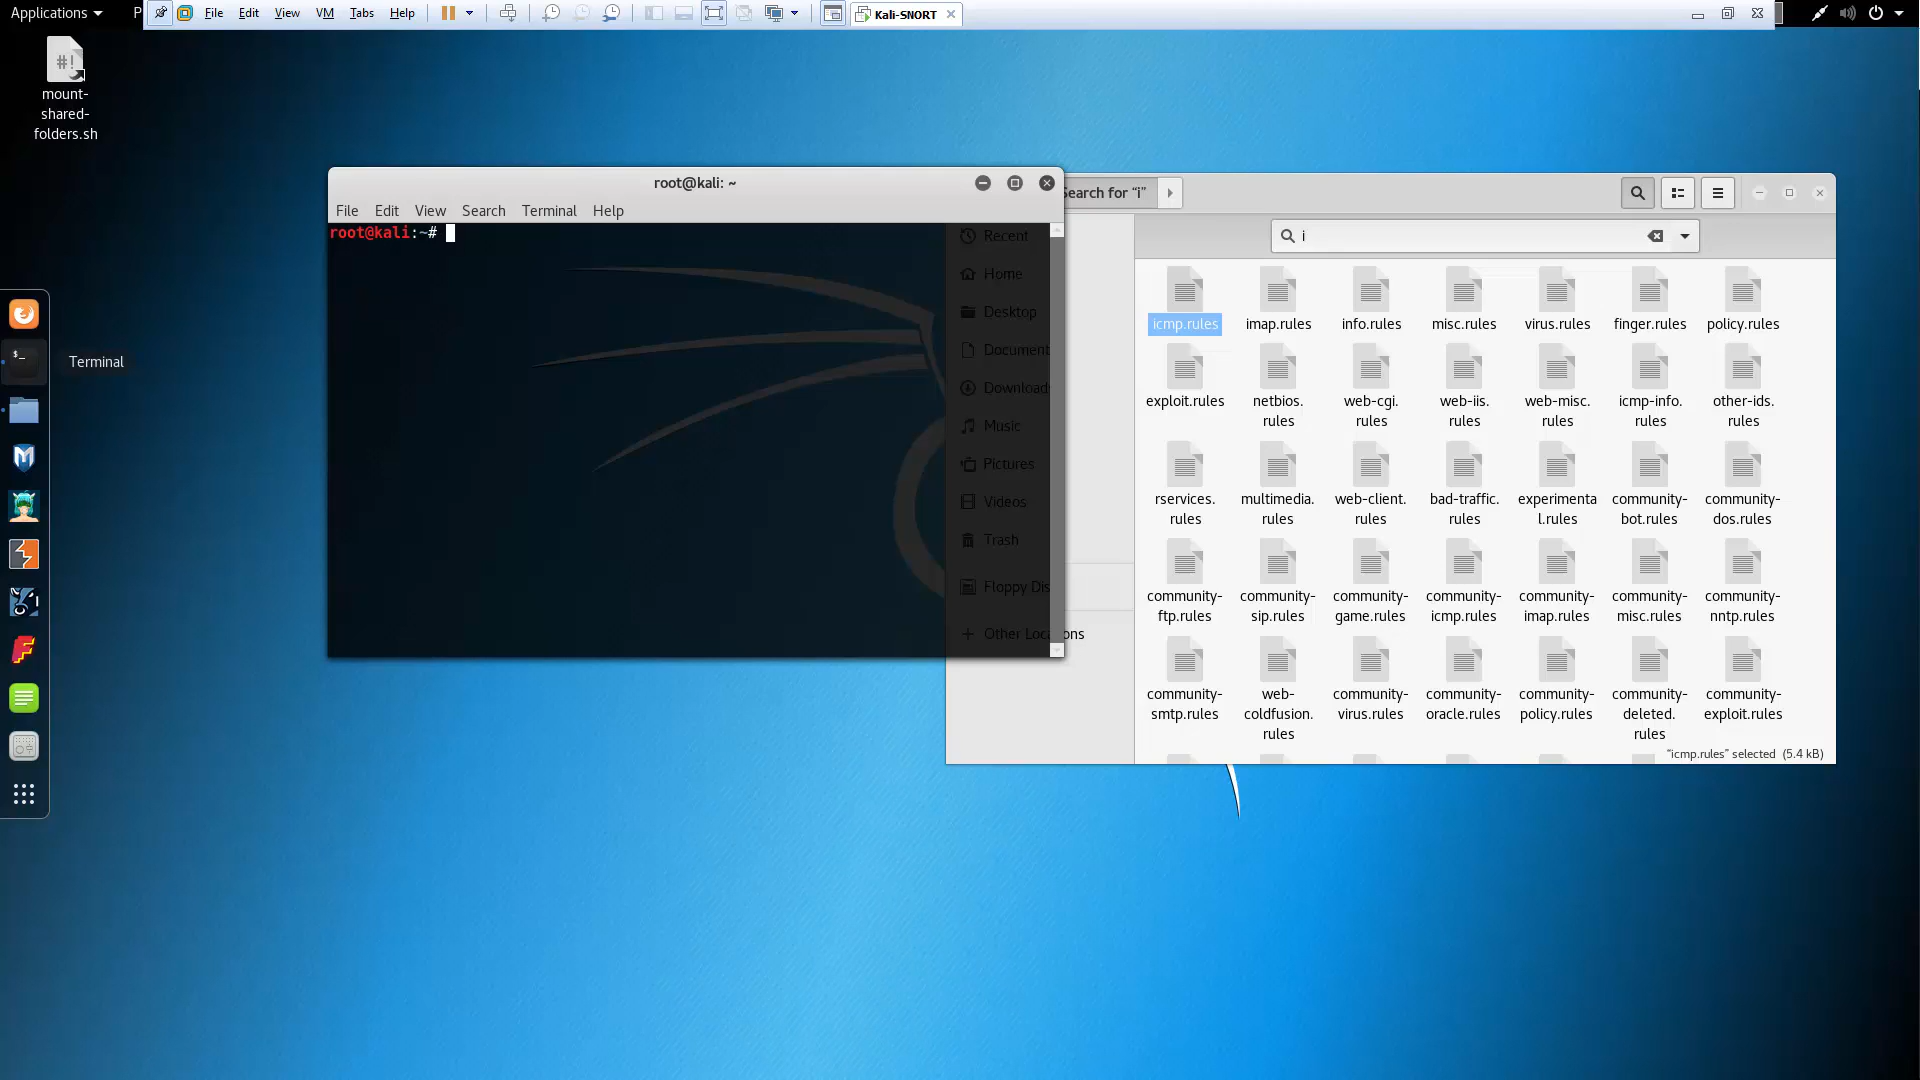 Applications
P
File Edit View VM Tabs Help
Kali-SNORT
#!
mount-
shared-
folders.sh
Terminal
root@kali: ~
File Edit View Search Terminal Help
root@kali:~#
Search for “i”
i
Recent
Home
Desktop
Document
Download
Music
Pictures
Videos
Trash
Floppy Dis
Other Locations
icmp.rules
imap.rules
info.rules
misc.rules
virus.rules
finger.rules
policy.rules
exploit.rules
netbios.
rules
web-cgi.
rules
web-iis.
rules
web-misc.
rules
icmp-info.
rules
other-ids.
rules
rservices.
rules
multimedia.
rules
web-client.
rules
bad-traffic.
rules
experimenta
l.rules
community-
bot.rules
community-
dos.rules
community-
ftp.rules
community-
sip.rules
community-
game.rules
community-
icmp.rules
community-
imap.rules
community-
misc.rules
community-
nntp.rules
community-
smtp.rules
web-
coldfusion.
rules
community-
virus.rules
community-
oracle.rules
community-
policy.rules
community-
deleted.
rules
community-
exploit.rules
“icmp.rules” selected (5.4 kB)